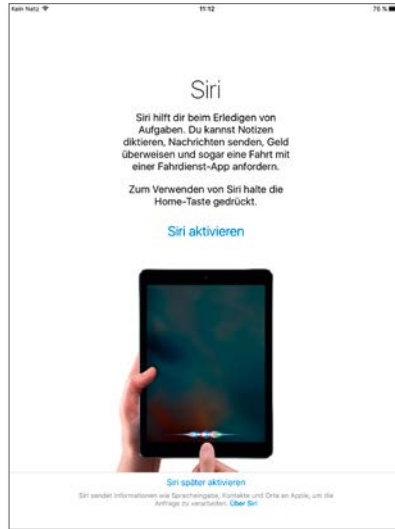 Kein Netz 11:12 76 %
Siri
Siri hilft dir beim Erledigen von
Aufgaben. Du kannst Notizen
diktieren, Nachrichten senden, Geld
überweisen und sogar eine Fahrt mit
einer Fahrdienst-App anfordern.
Zum Verwenden von Siri halte die
Home-Taste gedrückt.
Siri aktivieren
Siri später aktivieren
Siri sendet Informationen wie Spracheingabe, Kontakte und Orte an Apple, um die
Anfrage zu verarbeiten. Über Siri